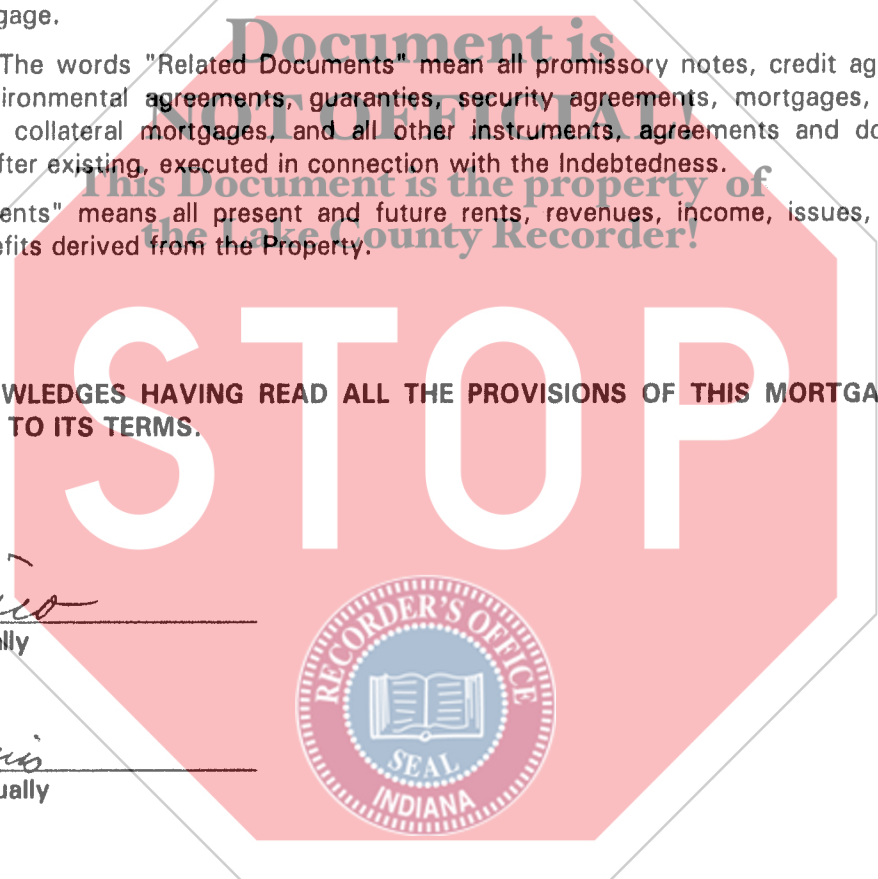 gage.
Document is
The words "Related Documents" mean all promissory notes, credit ag
ironmental agreements, guaranties, security agreements, mortgages,
NOT OFFICIAL
collateral mortgages, and all other instruments, agreements and do
fter existing, executed in connection with the Indebtedness.
This Document is the property of
ents" means all present and future rents, revenues, income, issues,
the Lake County Recorder!
efits derived from the Property.
STOP
WLEDGES HAVING READ ALL THE PROVISIONS OF THIS MORTGA
TO ITS TERMS.
lly
ually
RECORDER'S OFFICE
SEAL
INDIANA